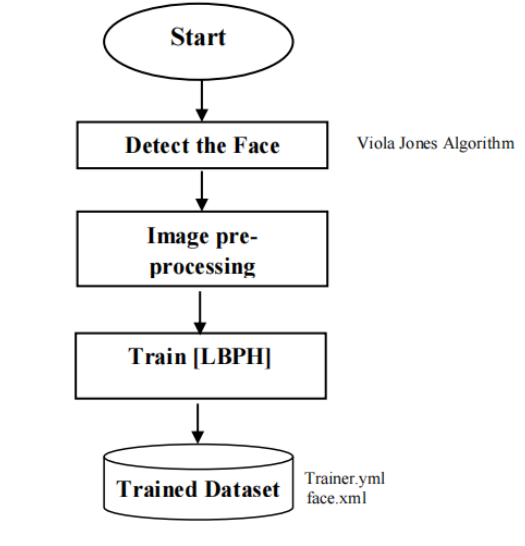 Start
Detect the Face
Viola Jones Algorithm
Image pre-
processing
Train [LBPH]
Trained Dataset
Trainer.yml
face.xml